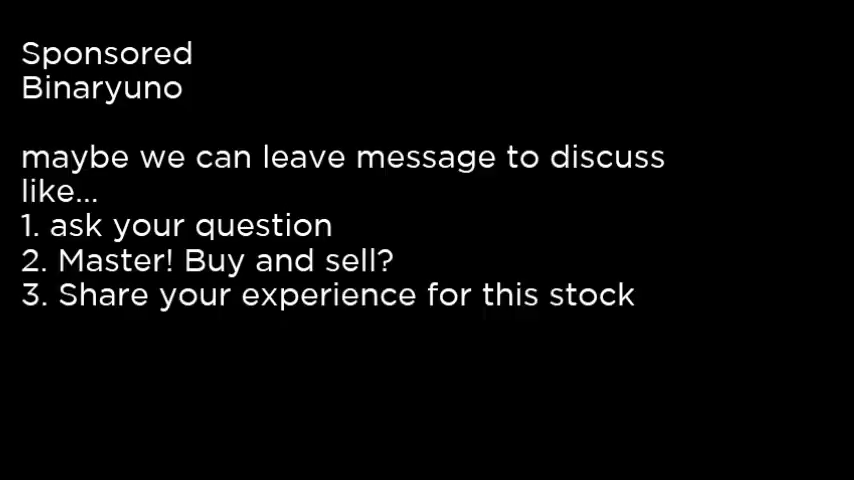 Sponsored
Binaryuno
maybe we can leave message to discuss
like...
1. ask your question
2. Master! Buy and sell?
3. Share your experience for this stock